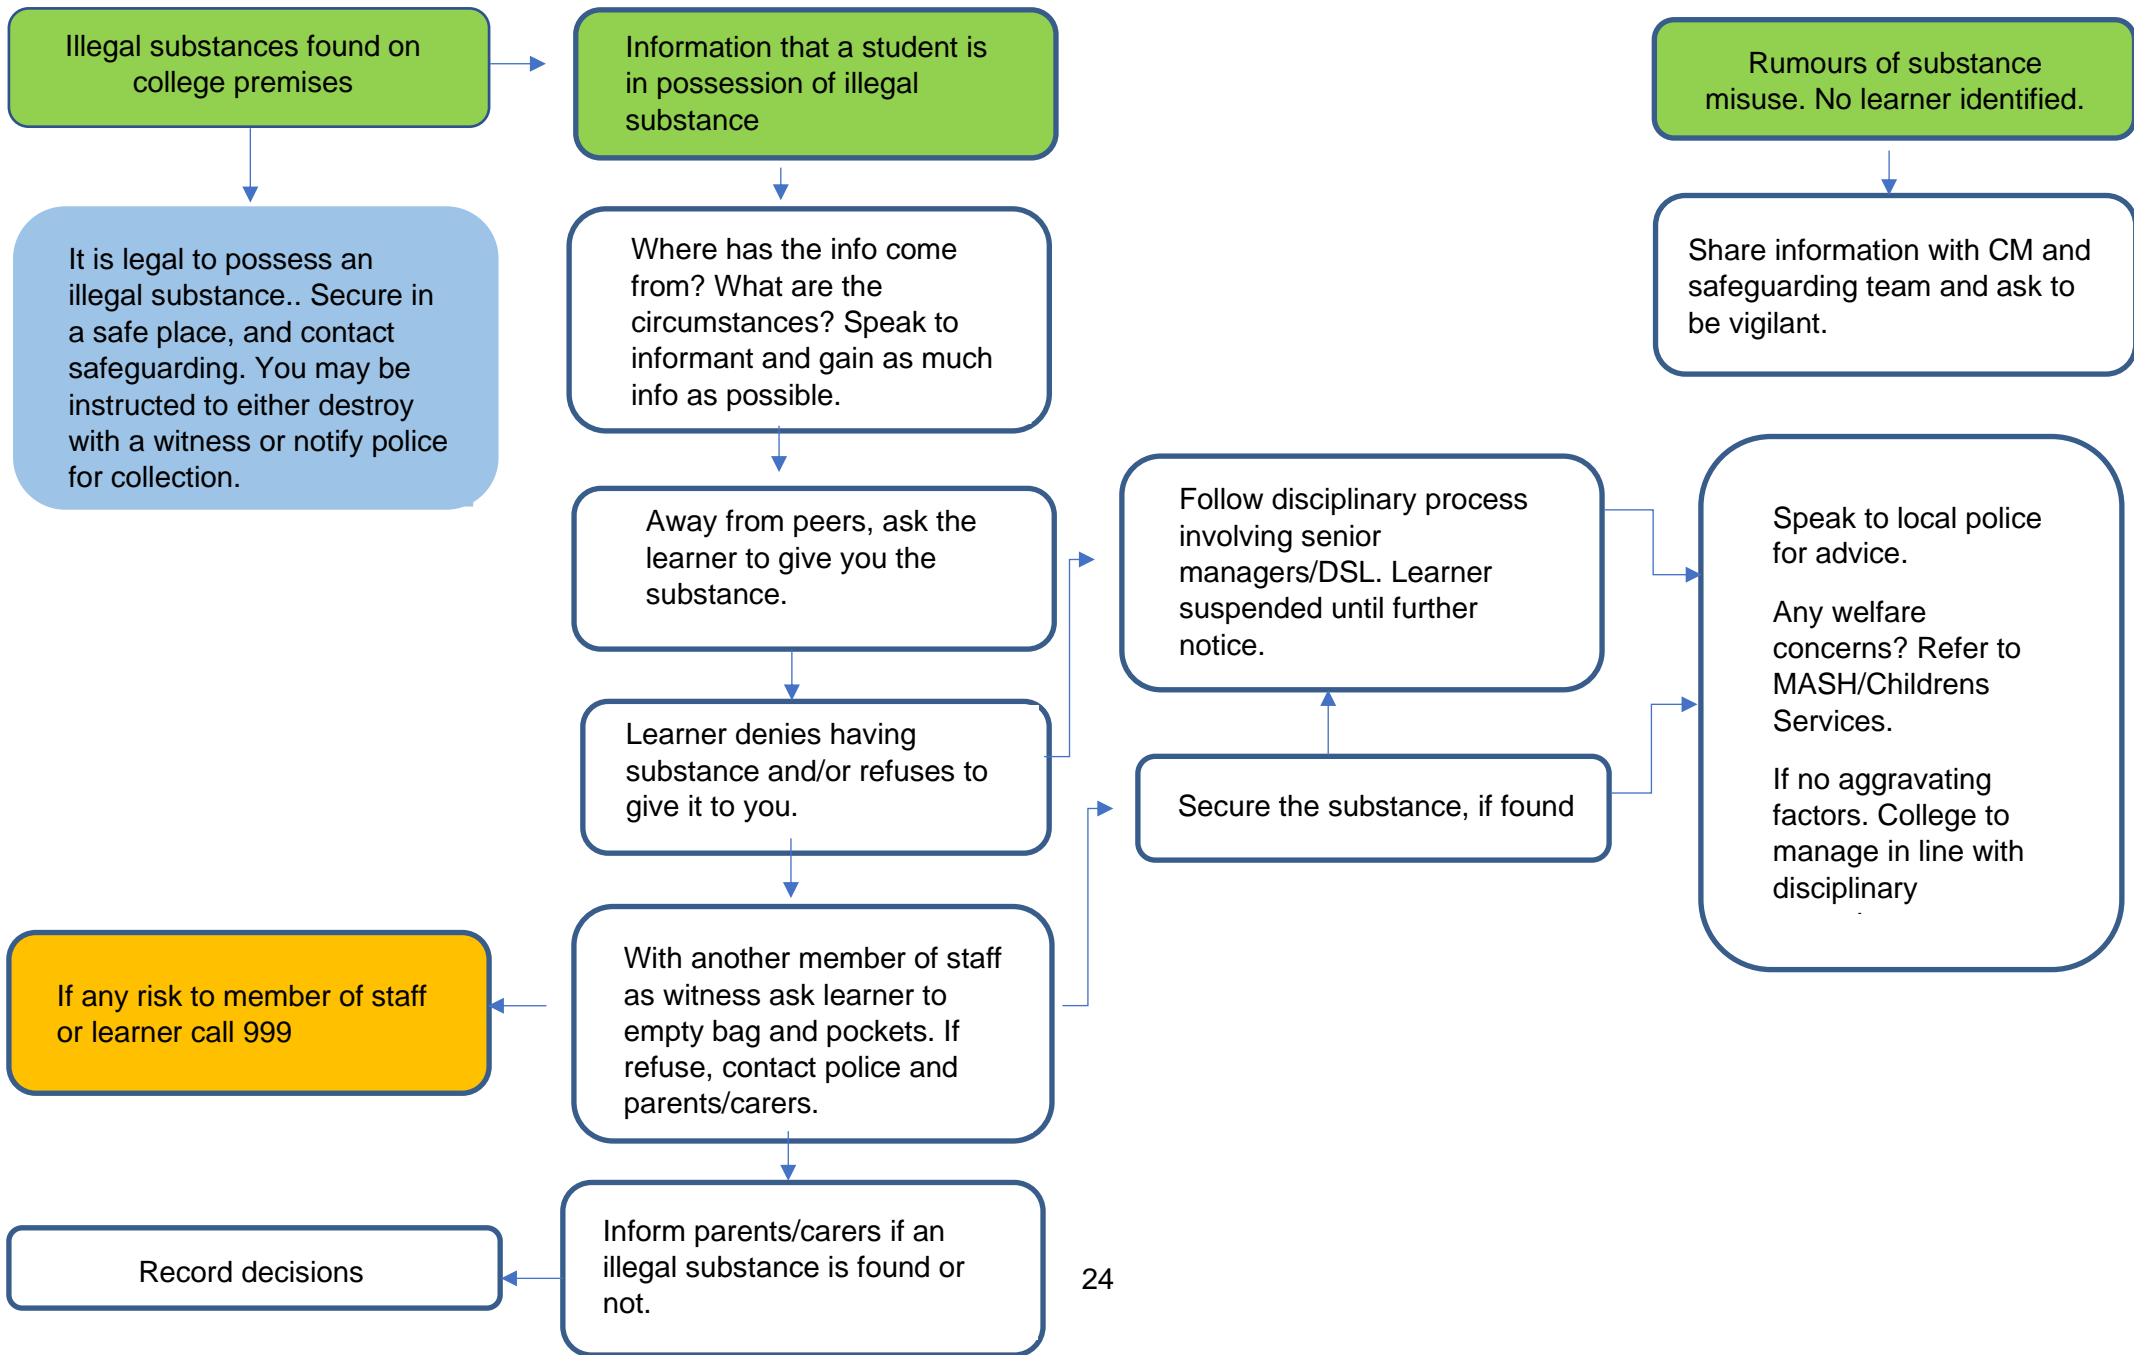 Illegal substances found on
college premises
Information that a student is
in possession of illegal
substance
Rumours of substance
misuse. No learner identified.
It is legal to possess an
illegal substance.. Secure in
a safe place, and contact
safeguarding. You may be
instructed to either destroy
with a witness or notify police
for collection.
Where has the info come
from? What are the
circumstances? Speak to
informant and gain as much
info as possible.
Share information with CM and
safeguarding team and ask to
be vigilant.
Away from peers, ask the
learner to give you the
substance.
Follow disciplinary process
involving senior
managers/DSL. Learner
suspended until further
notice.
Speak to local police
for advice.
Any welfare
concerns? Refer to
MASH/Childrens
Services.
If no aggravating
factors. College to
manage in line with
disciplinary
Learner denies having
substance and/or refuses to
give it to you.
Secure the substance, if found
If any risk to member of staff
or learner call 999
With another member of staff
as witness ask learner to
empty bag and pockets. If
refuse, contact police and
parents/carers.
Record decisions
Inform parents/carers if an
illegal substance is found or
not.
24